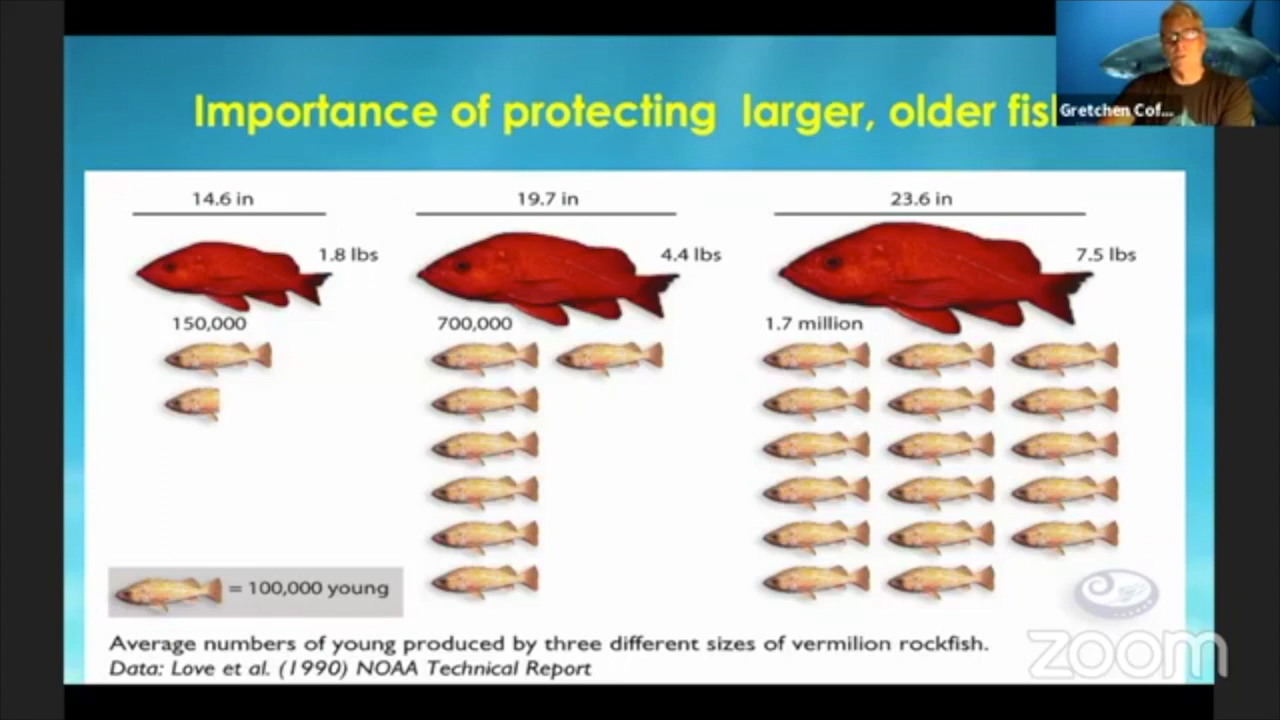 Importance of protecting larger, older fis
Gretchen Cof...
14.6 in
19.7 in
23.6 in
1.8 lbs
4.4 lbs
7.5 lbs
150,000
700,000
1.7 million
= 100,000 young
Average numbers of young produced by three different sizes of vermilion rockfish.
Data: Love et al. (1990) NOAA Technical Report
zoom